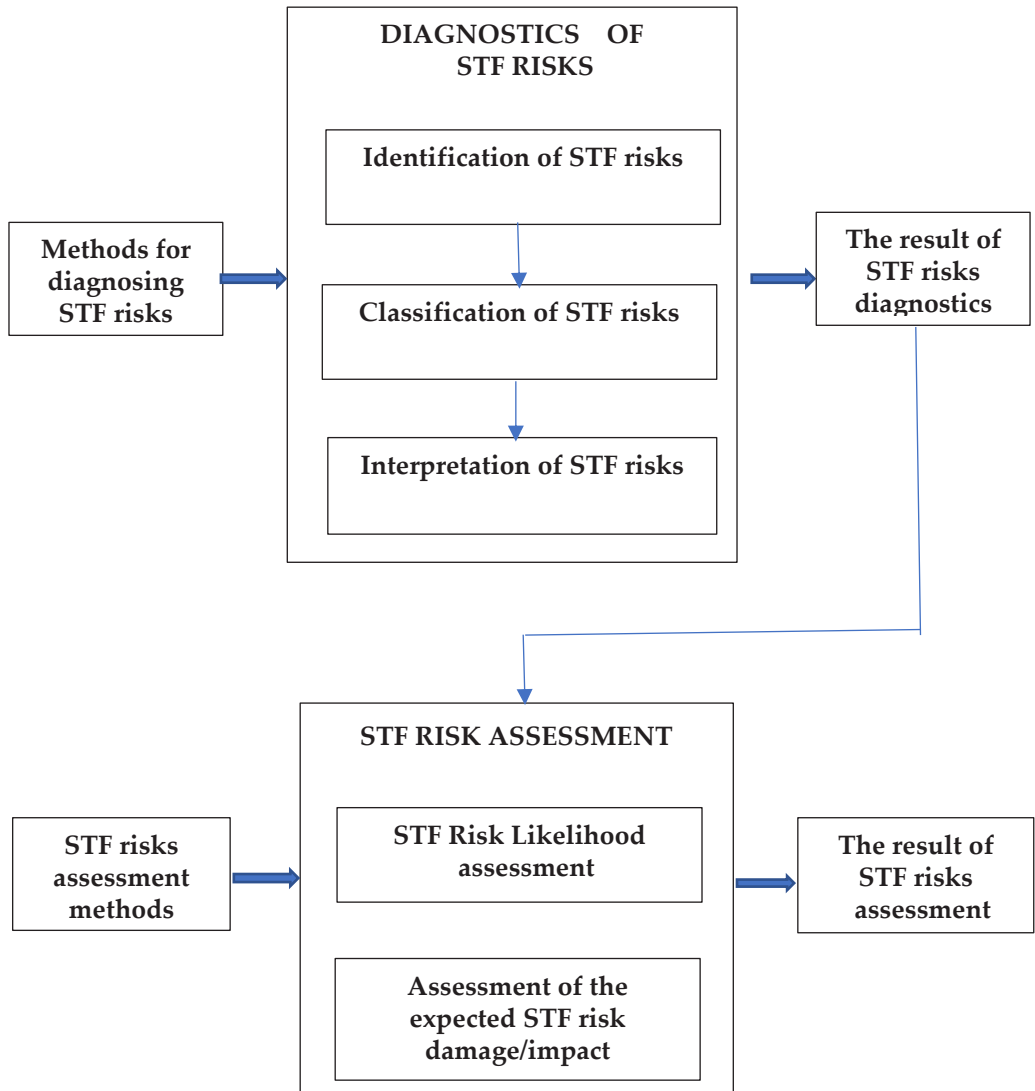 DIAGNOSTICS OF
STF RISKS
Identification of STF risks
Methods for
diagnosing
STF risks
The result of
STF risks
diagnostics
Classification of STF risks
Interpretation of STF risks
STF RISK ASSESSMENT
STF risks
assessment
methods
STF Risk Likelihood
assessment
The result of
STF risks
assessment
Assessment of the
expected STF risk
damage/impact